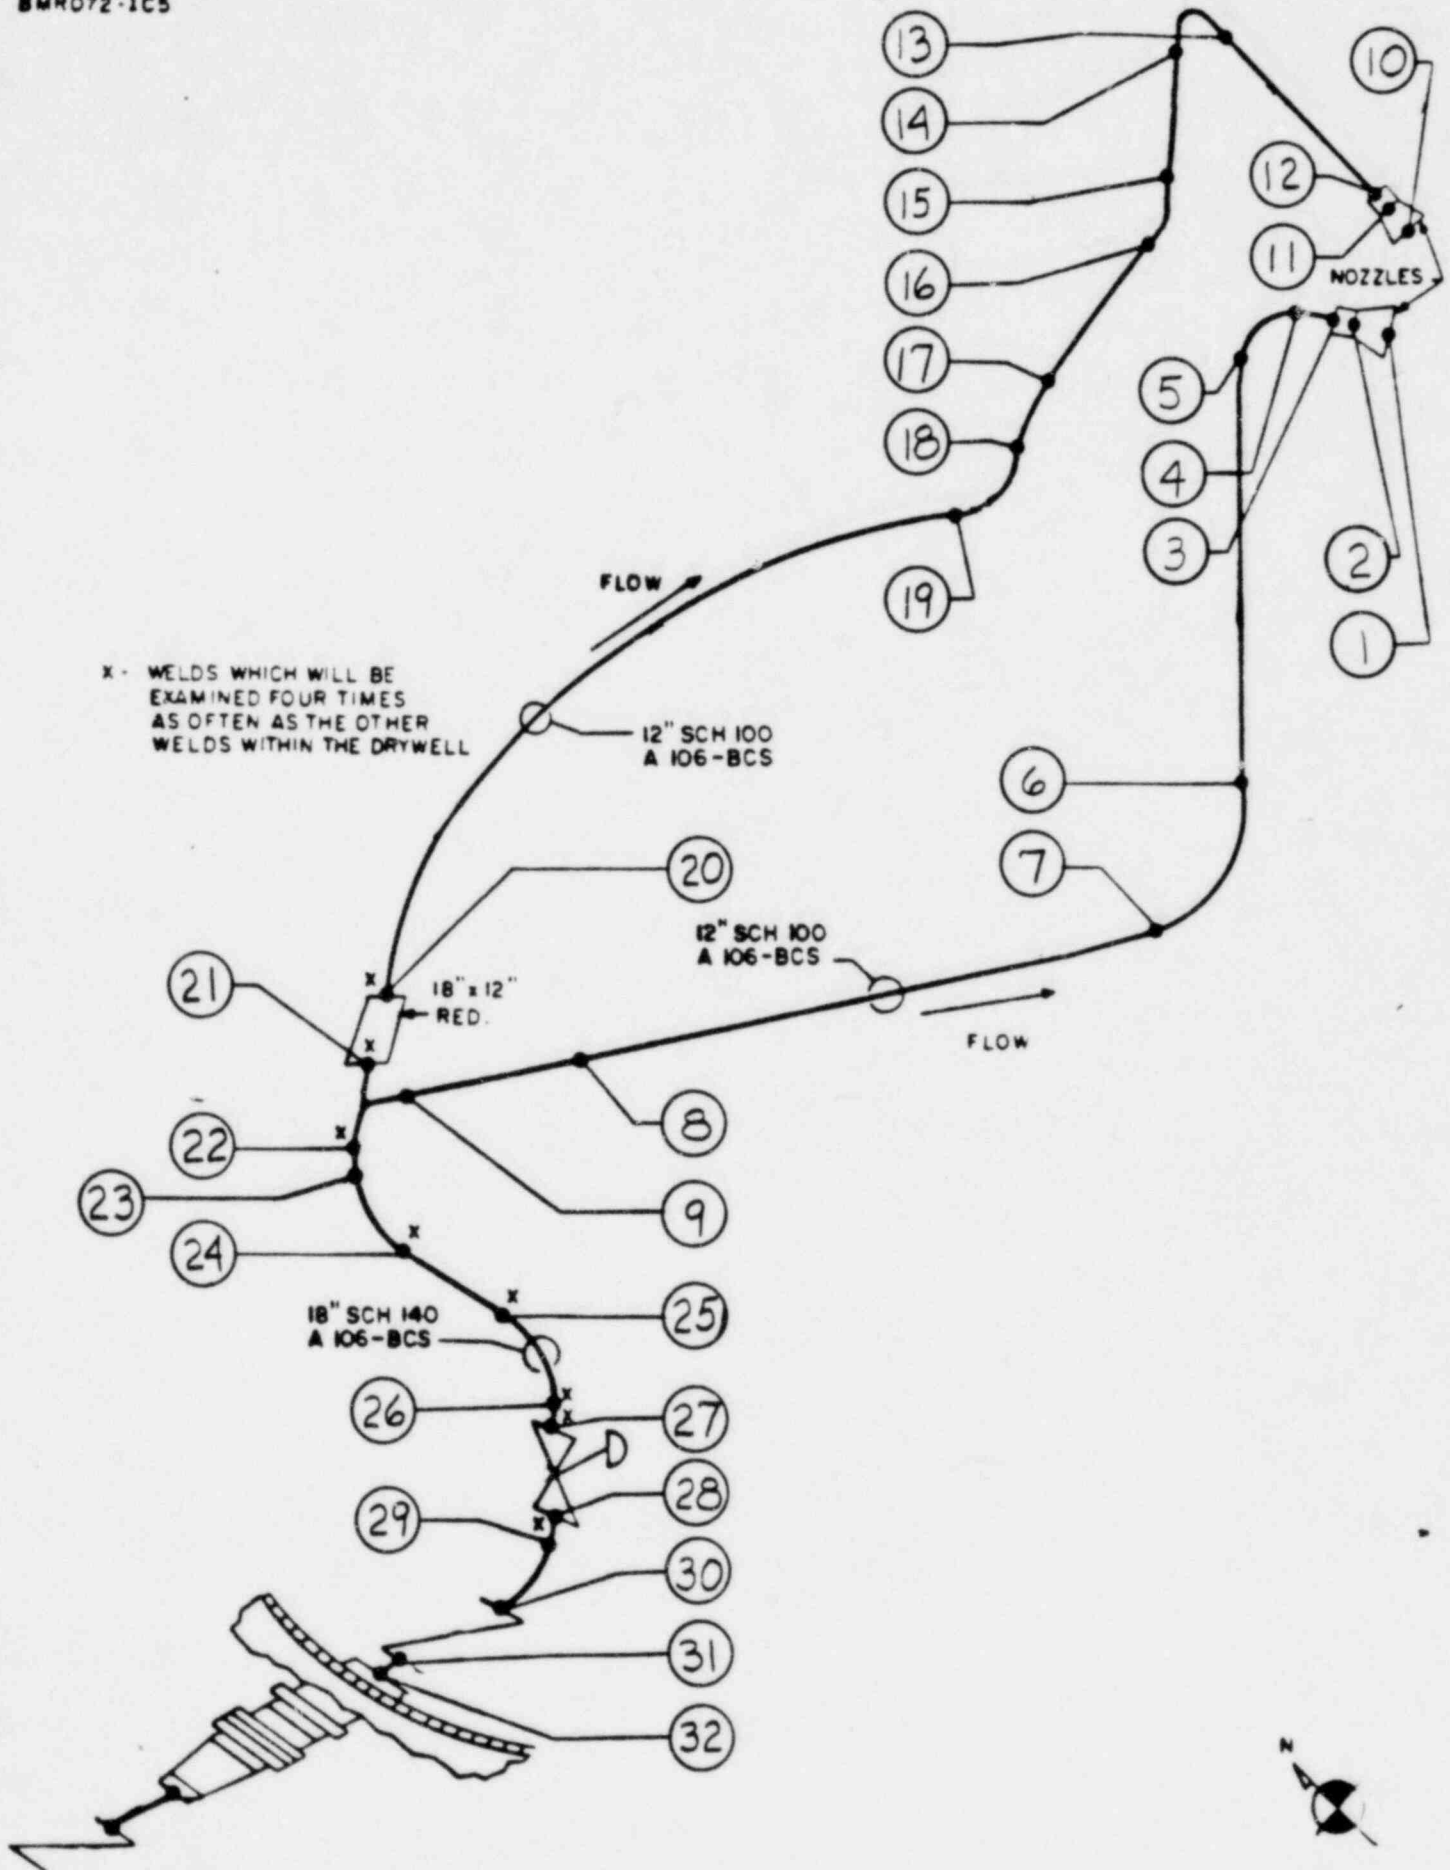 BMRD72-IC5
13
10
14
12
15
11
16
NOZZLES
17
5
18
4
3
2
19
1
FLOW
X - WELDS WHICH WILL BE
EXAMINED FOUR TIMES
AS OFTEN AS THE OTHER
WELDS WITHIN THE DRYWELL
12" SCH 100
A 106-BCS
6
7
20
12" SCH 100
A 106-BCS
21
X
18" x 12"
RED.
X
FLOW
8
22
X
23
9
24
X
X
25
18" SCH 140
A 106-BCS
26
X
X
27
D
28
29
X
30
31
32
N